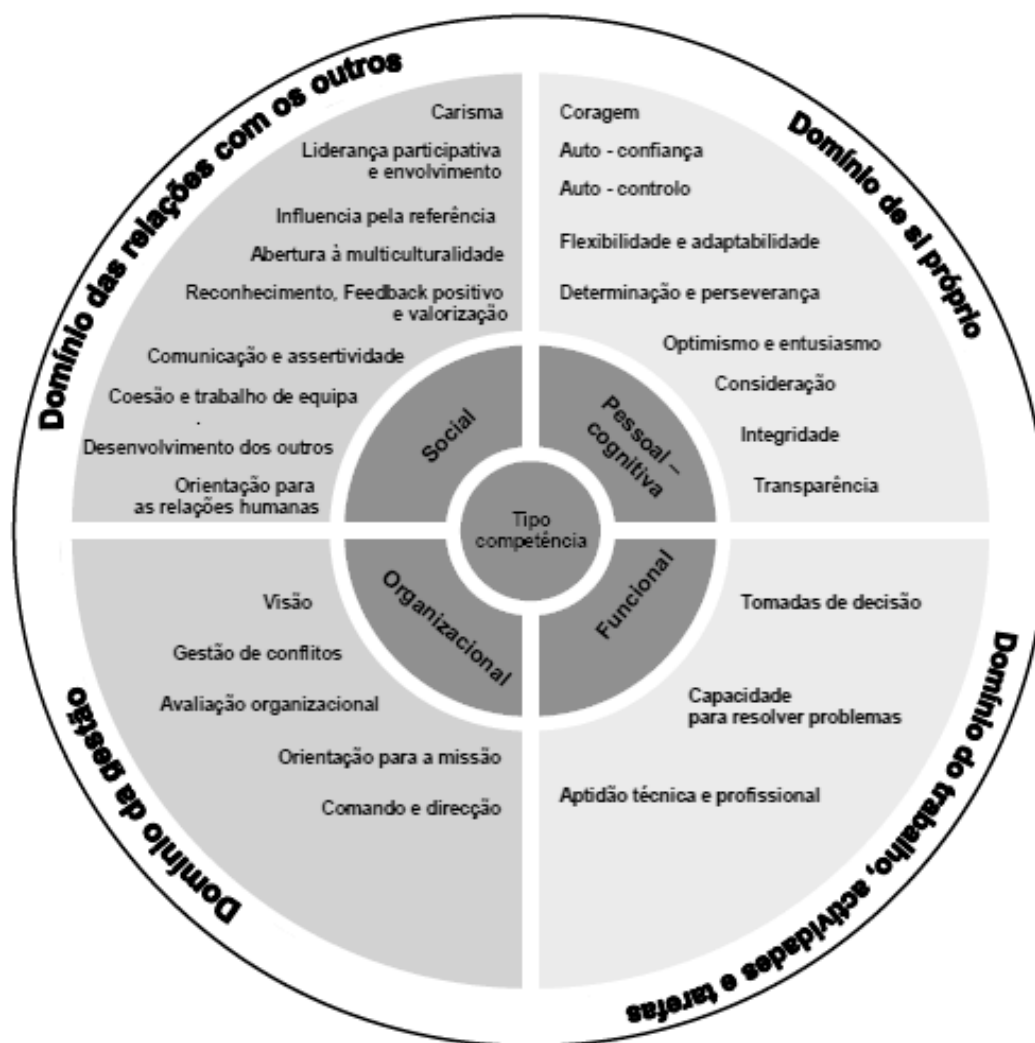 Domínio das relações com os outros
Carisma
Liderança participativa
e envolvimento
Influencia pela referência
Abertura à multiculturalidade
Reconhecimento, Feedback positivo
e valorização
Comunicação e assertividade
Coesão e trabalho de equipa
.
Desenvolvimento dos outros
Orientação para
as relações humanas
Social
Domínio de si próprio
Coragem
Auto - confiança
Auto - controlo
Flexibilidade e adaptabilidade
Determinação e perseverança
Optimismo e entusiasmo
Consideração
Integridade
Transparência
Pessoal –
cognitiva
Tipo
competência
Organizacional
Visão
Gestão de conflitos
Avaliação organizacional
Orientação para a missão
Comando e direcção
Domínio da gestão
Funcional
Tomadas de decisão
Capacidade
para resolver problemas
Aptidão técnica e profissional
Domínio do trabalho, actividades e tarefas